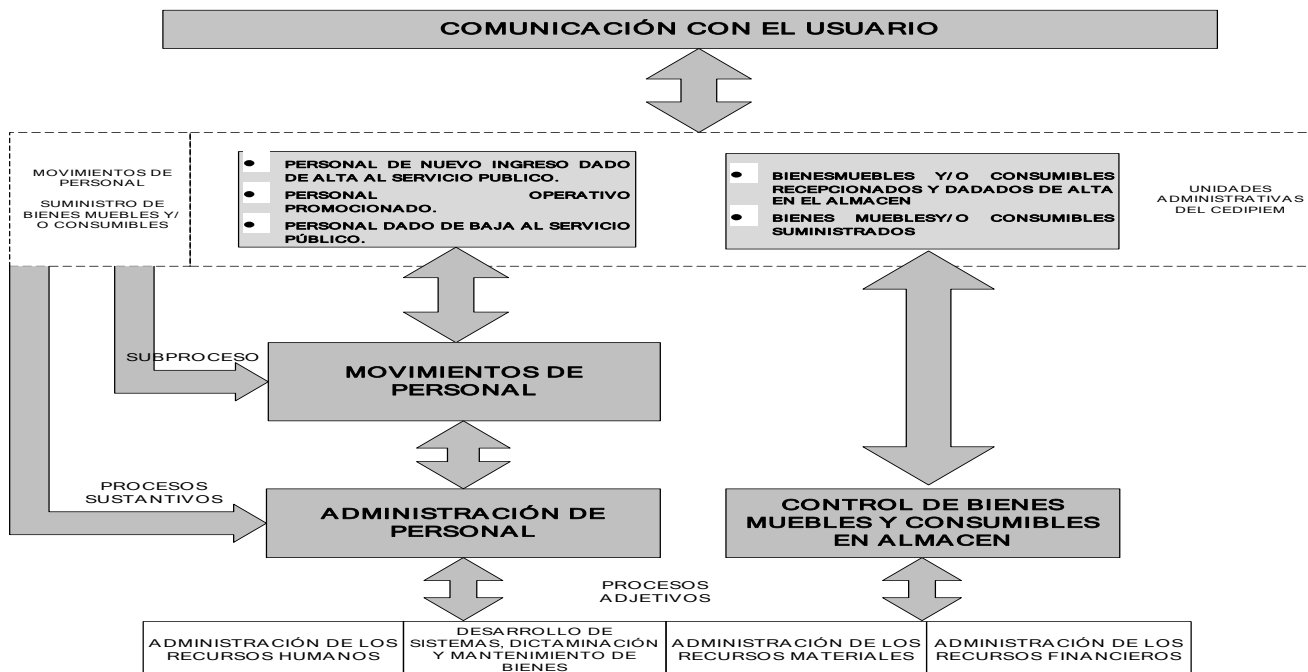 COMUNICACIÓN CON EL USUARIO
MOVIMIENTOS DE
PERSONAL
SUMINISTRO DE
BIENES MUEBLES Y/
O CONSUMIBLES
• PERSONAL DE NUEVO INGRESO DADO
DE ALTA AL SERVICIO PUBLICO.
• PERSONAL OPERATIVO
PROMOCIONADO.
• PERSONAL DADO DE BAJA AL SERVICIO
PÚBLICO.
• BIENESMUEBLES Y/O CONSUMIBLES
RECEPCIONADOS Y DADADOS DE ALTA
EN EL ALMACEN
• BIENES MUEBLESY/O CONSUMIBLES
SUMINISTRADOS
UNIDADES
ADMINISTRATIVAS
DEL CEDIPIEM
SUBPROCESO
MOVIMIENTOS DE
PERSONAL
PROCESOS
SUSTANTIVOS
ADMINISTRACIÓN DE
PERSONAL
CONTROL DE BIENES
MUEBLES Y CONSUMIBLES
EN ALMACEN
PROCESOS
ADJETIVOS
ADMINISTRACIÓN DE LOS
RECURSOS HUMANOS
DESARROLLO DE
SISTEMAS, DICTAMINACIÓN
Y MANTENIMIENTO DE
BIENES
ADMINISTRACIÓN DE LOS
RECURSOS MATERIALES
ADMINISTRACIÓN DE LOS
RECURSOS FINANCIEROS